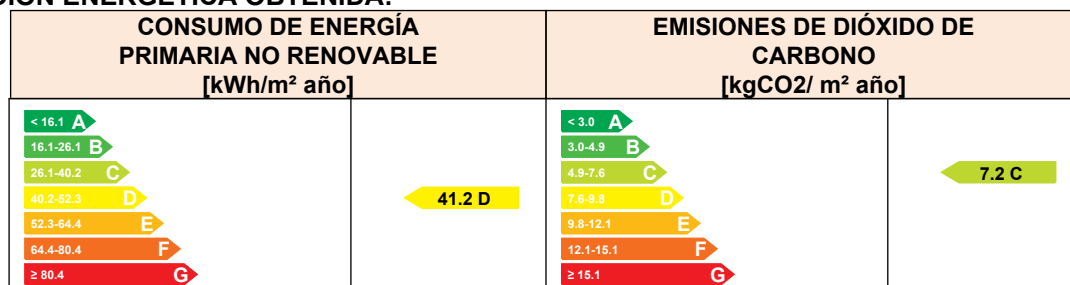 SIÓN ENERGÉTICA OBTENIDA:
CONSUMO DE ENERGÍA
PRIMARIA NO RENOVABLE
[kWh/m² año]
EMISIONES DE DIÓXIDO DE
CARBONO
[kgCO2/ m² año]
< 16.1 A
16.1-26.1 B
26.1-40.2 C
40.2-52.3 D
52.3-64.4 E
64.4-80.4 F
≥ 80.4 G
41.2 D
< 3.0 A
3.0-4.9 B
4.9-7.6 C
7.6-9.8 D
9.8-12.1 E
12.1-15.1 F
≥ 15.1 G
7.2 C